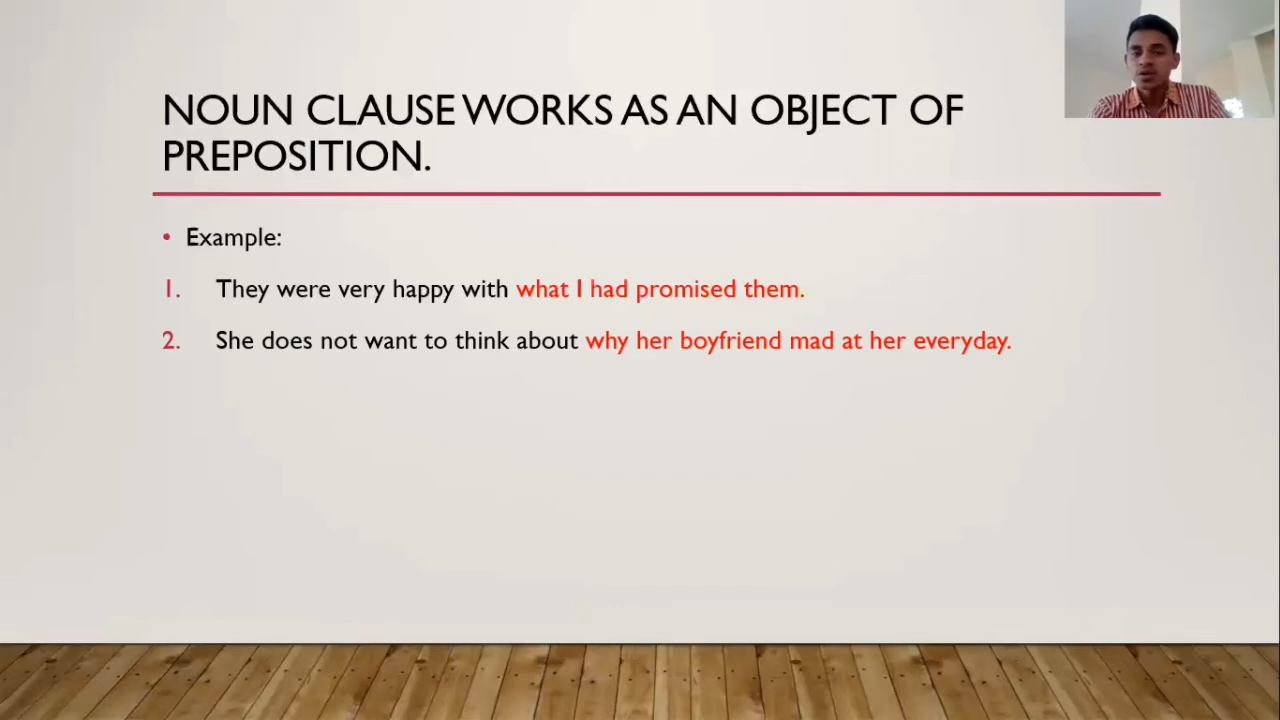 NOUN CLAUSE WORKS AS AN OBJECT OF
PREPOSITION.
• Example:
1. They were very happy with what I had promised them.
2. She does not want to think about why her boyfriend mad at her everyday.